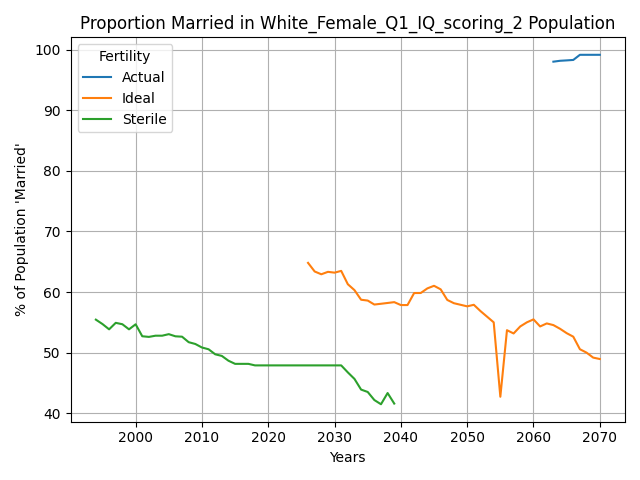 Proportion Married in White_Female_Q1_IQ_scoring_2 Population
% of Population 'Married'
100
90
80
70
60
50
40
Fertility
Actual
Ideal
Sterile
2000 2010 2020 2030 2040 2050 2060 2070
Years